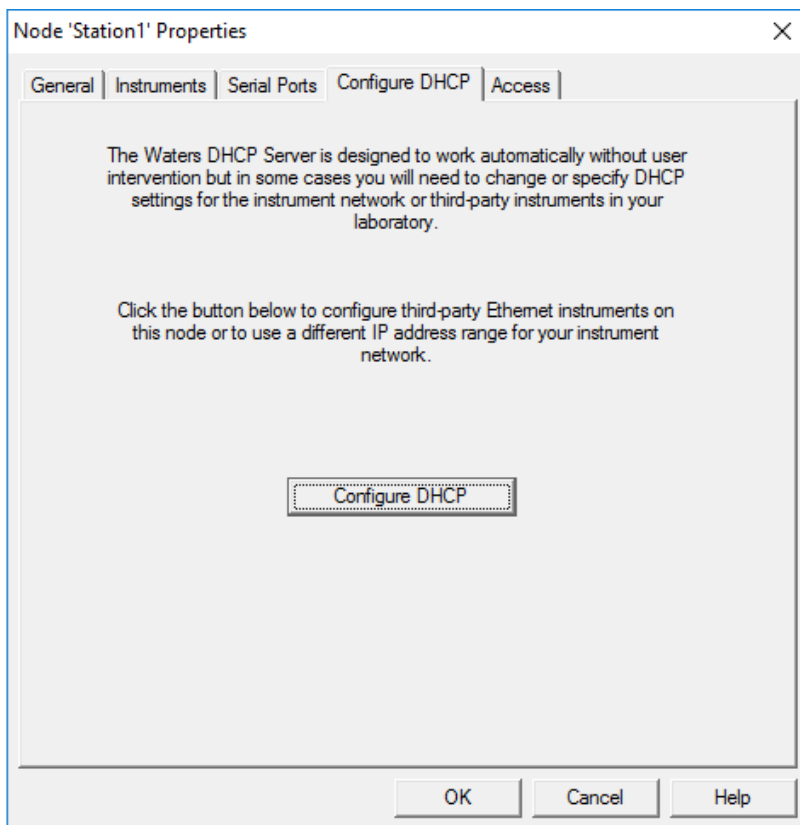 Node 'Station1' Properties
General Instruments Serial Ports Configure DHCP Access
The Waters DHCP Server is designed to work automatically without user
intervention but in some cases you will need to change or specify DHCP
settings for the instrument network or third-party instruments in your
laboratory.
Click the button below to configure third-party Ethernet instruments on
this node or to use a different IP address range for your instrument
network.
Configure DHCP
OK Cancel Help